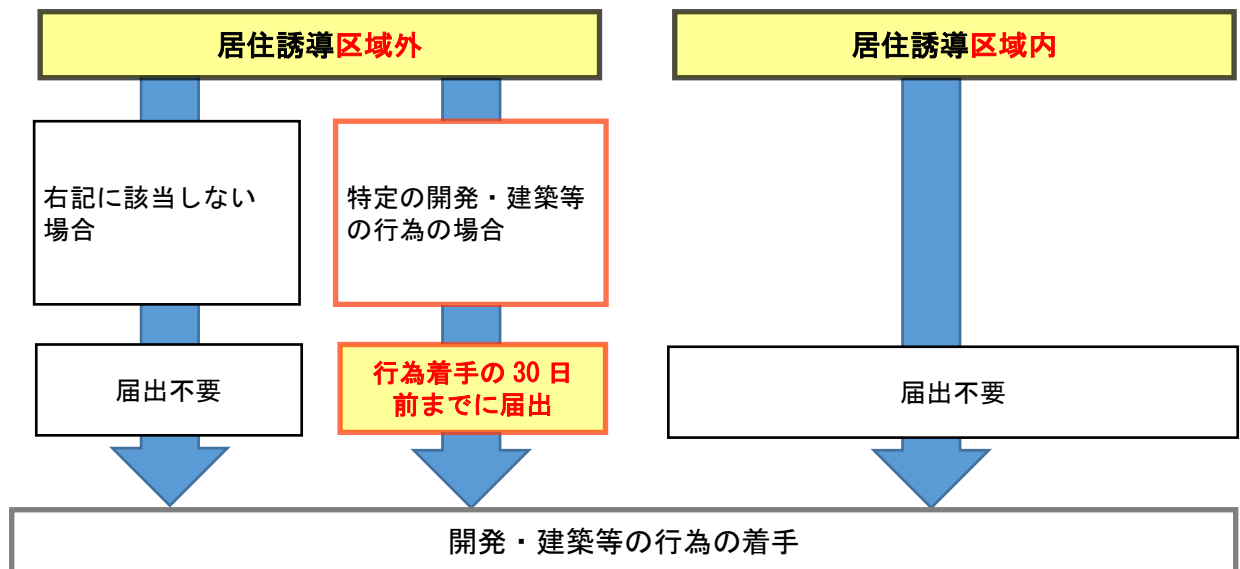 居住誘導区域外
居住誘導区域内
右記に該当しない
場合
特定の開発・建築等
の行為の場合
届出不要
行為着手の 30 日
前までに届出
届出不要
開発・建築等の行為の着手